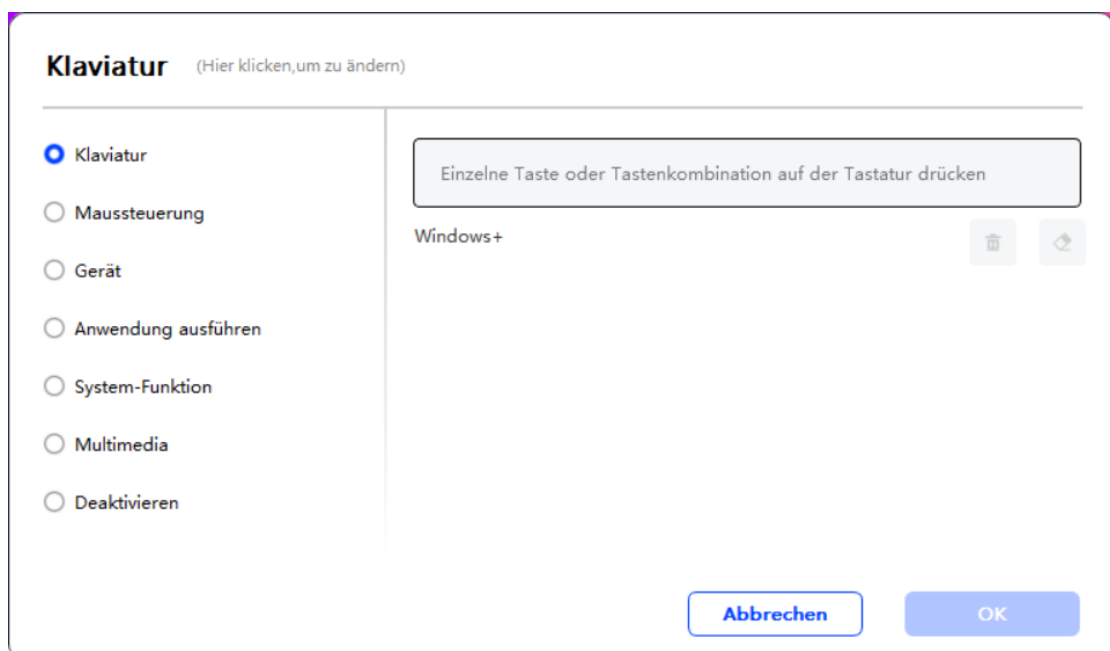 Klaviatur (Hier klicken,um zu ändern)
Klaviatur
Maussteuerung
Gerät
Anwendung ausführen
System-Funktion
Multimedia
Deaktivieren
Einzelne Taste oder Tastenkombination auf der Tastatur drücken
Windows+
Abbrechen OK